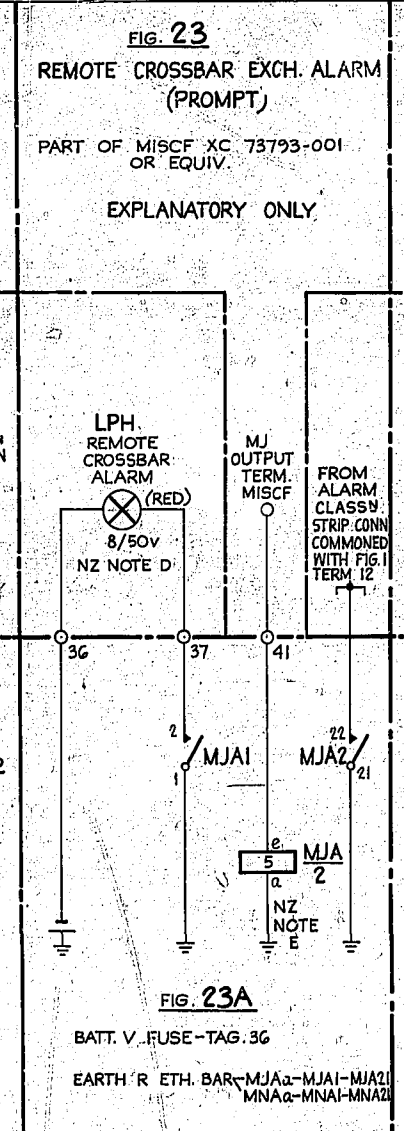 FIG. 23
REMOTE CROSSBAR EXCH. ALARM
(PROMPT)
PART OF MISCF XC 73793-001
OR EQUIV.
EXPLANATORY ONLY
N
LPH.
REMOTE
CROSSBAR
ALARM
(RED)
8/50V
NZ NOTE D
MJ
OUTPUT
TERM.
MISCF
FROM
ALARM
CLASSN.
STRIP CONN
COMMONED
WITH FIG.1
TERM. 12
36
37
41
2
MJA1
1
22
MJA2
21
2
e
5
a
MJA
2
NZ
NOTE
E
FIG. 23A
BATT. V. FUSE-TAG. 36
EARTH R ETH. BAR-MJAa-MJA1-MJA21
MNAa-MNA1-MNA21